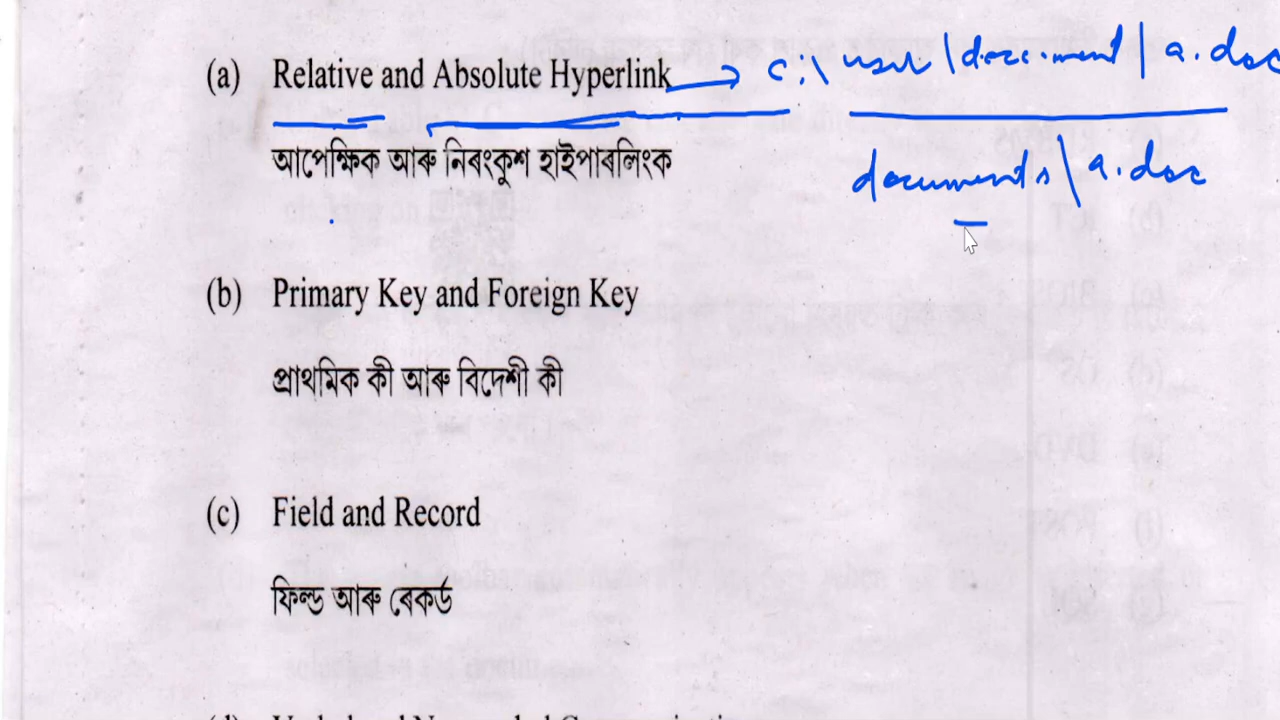 (a) Relative and Absolute Hyperlink → c:\user\document\a.doc
আপেক্ষিক আৰু নিৰংকুশ হাইপাৰলিংক
documents\a.doc
(b) Primary Key and Foreign Key
প্ৰাথমিক কী আৰু বিদেশী কী
(c) Field and Record
ফিল্ড আৰু ৰেকৰ্ড